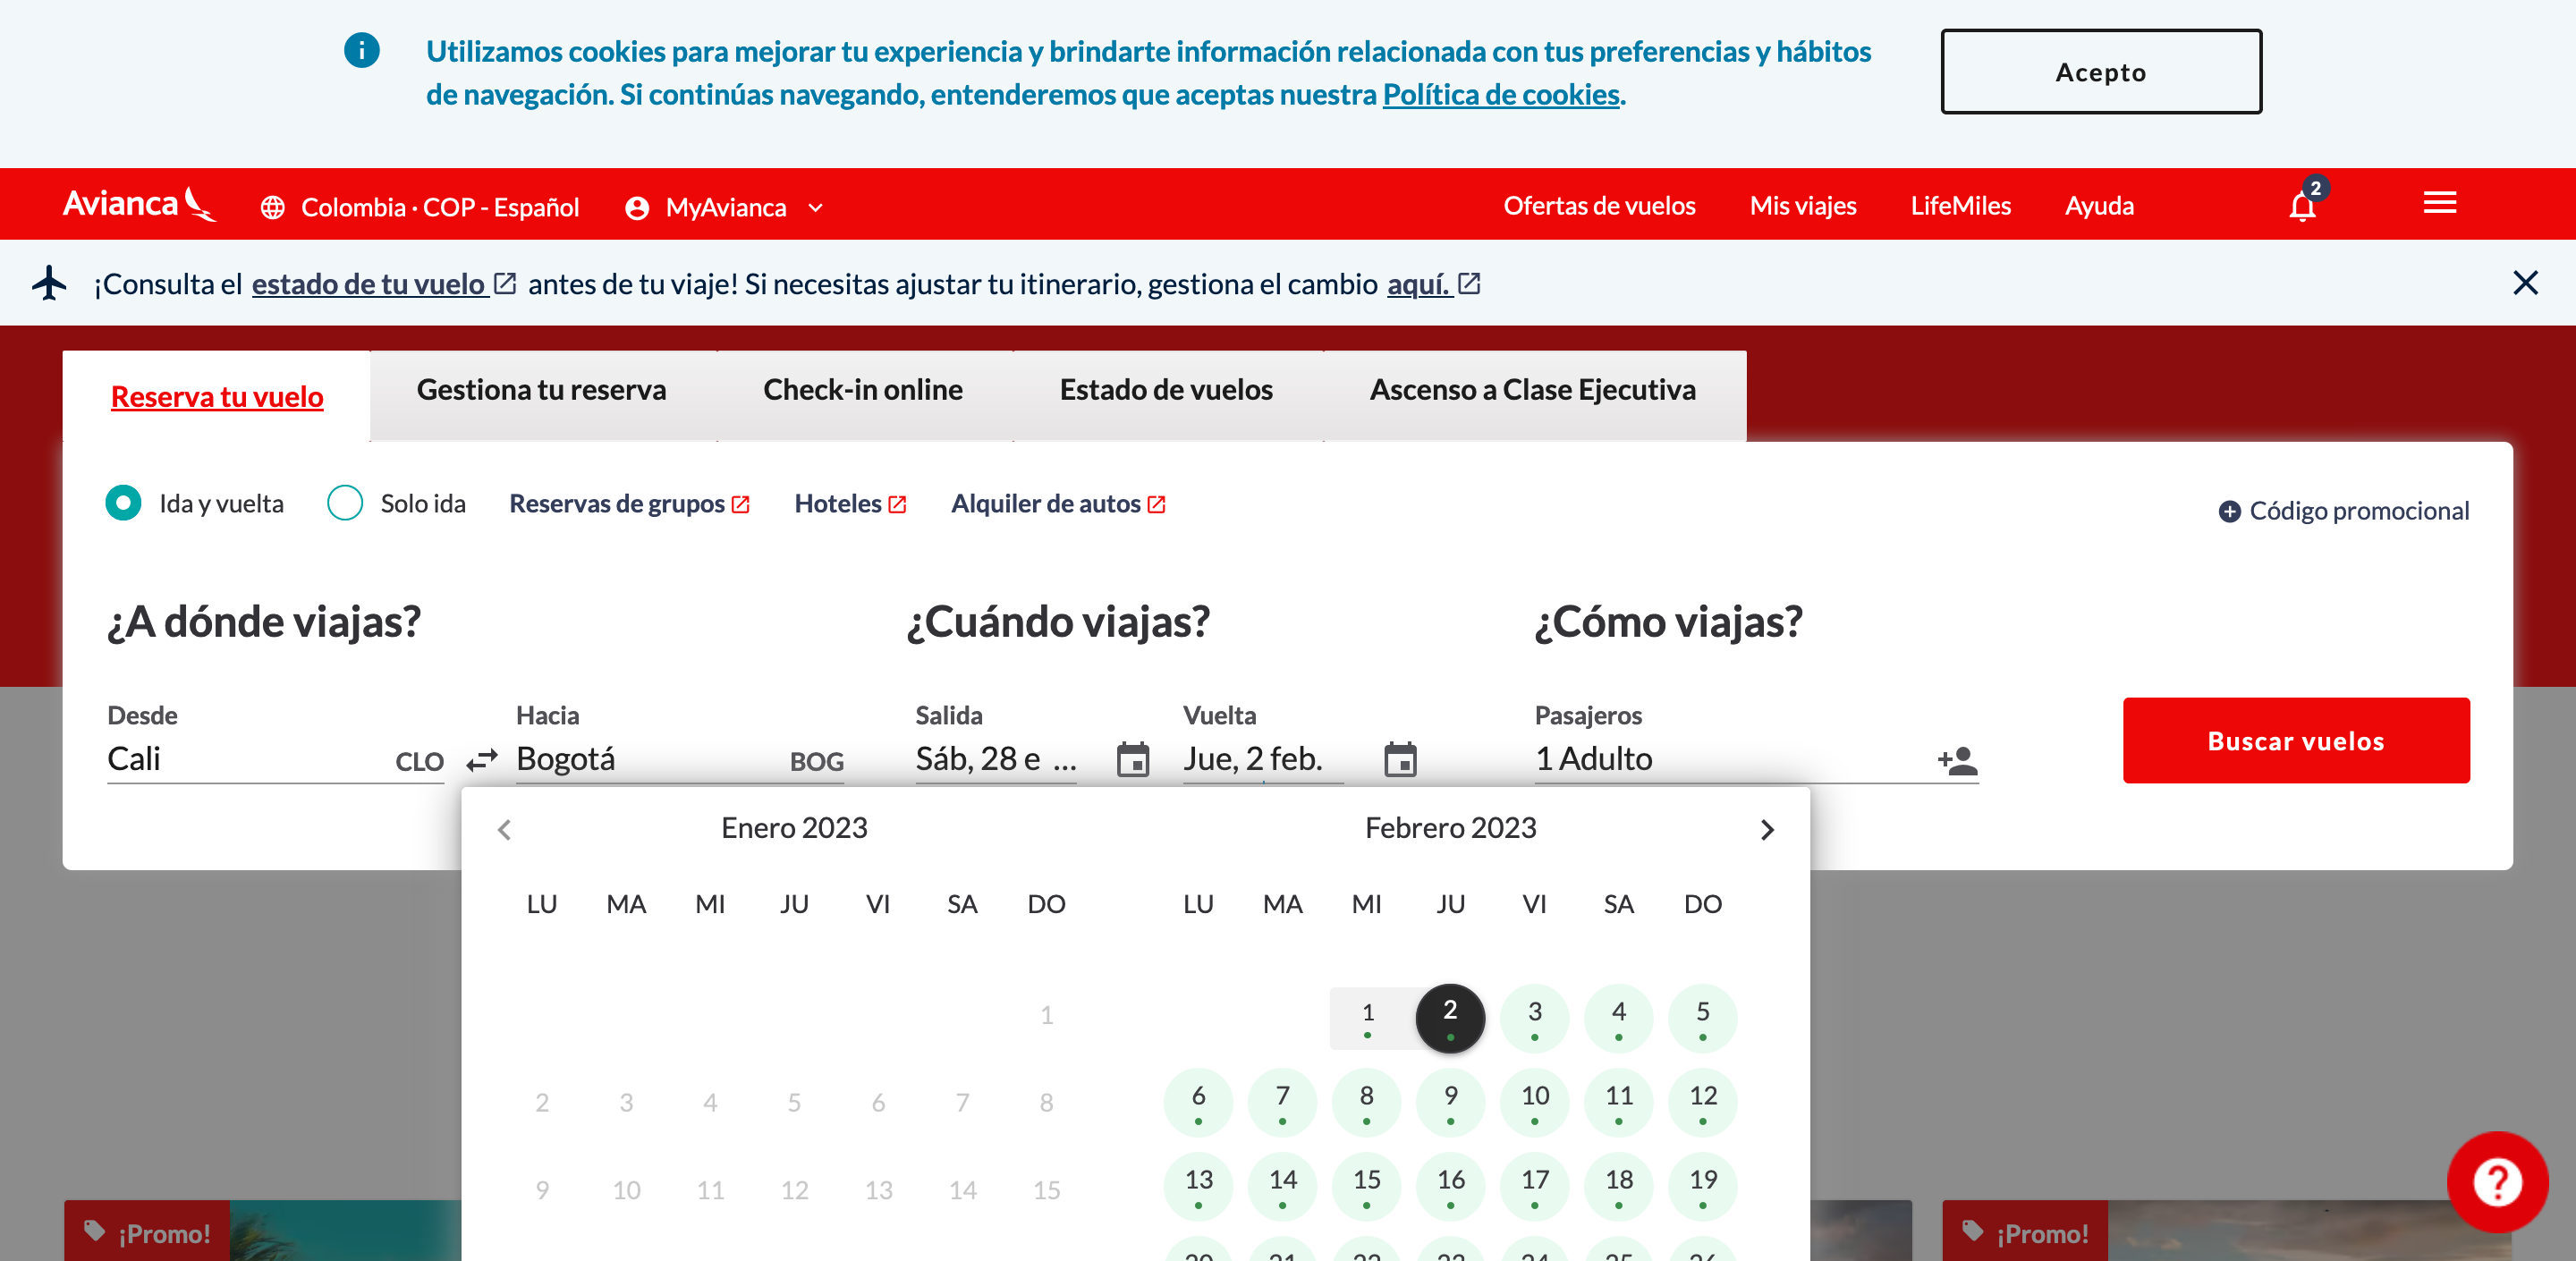 Utilizamos cookies para mejorar tu experiencia y brindarte información relacionada con tus preferencias y hábitos
de navegación. Si continúas navegando, entenderemos que aceptas nuestra Política de cookies.
Acepto
Avianca
Colombia · COP - Español
MyAvianca
Ofertas de vuelos
Mis viajes
LifeMiles
Ayuda
2
¡Consulta el estado de tu vuelo antes de tu viaje! Si necesitas ajustar tu itinerario, gestiona el cambio aquí.
Reserva tu vuelo
Gestiona tu reserva
Check-in online
Estado de vuelos
Ascenso a Clase Ejecutiva
Ida y vuelta
Solo ida
Reservas de grupos
Hoteles
Alquiler de autos
Código promocional
¿A dónde viajas?
¿Cuándo viajas?
¿Cómo viajas?
Desde
Cali
CLO
Hacia
Bogotá
BOG
Salida
Sáb, 28 e ...
Vuelta
Jue, 2 feb.
Pasajeros
1 Adulto
Buscar vuelos
Enero 2023
LU MA MI JU VI SA DO
1
2 3 4 5 6 7 8
9 10 11 12 13 14 15
Febrero 2023
LU MA MI JU VI SA DO
1 2 3 4 5
6 7 8 9 10 11 12
13 14 15 16 17 18 19
¡Promo!
¡Promo!
?